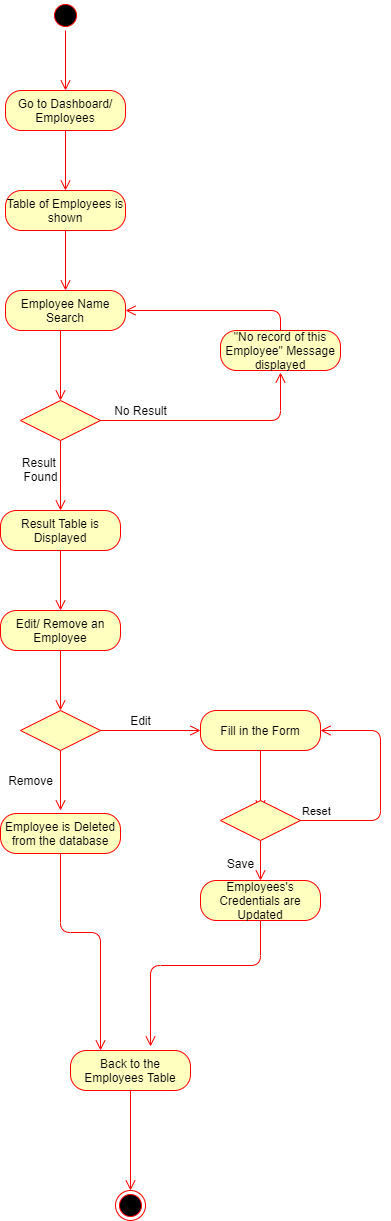 Go to Dashboard/
Employees
Table of Employees is
shown
Employee Name
Search
"No record of this
Employee" Message
displayed
No Result
Result
Found
Result Table is
Displayed
Edit/ Remove an
Employee
Edit
Fill in the Form
Remove
Reset
Employee is Deleted
from the database
Save
Employees's
Credentials are
Updated
Back to the
Employees Table